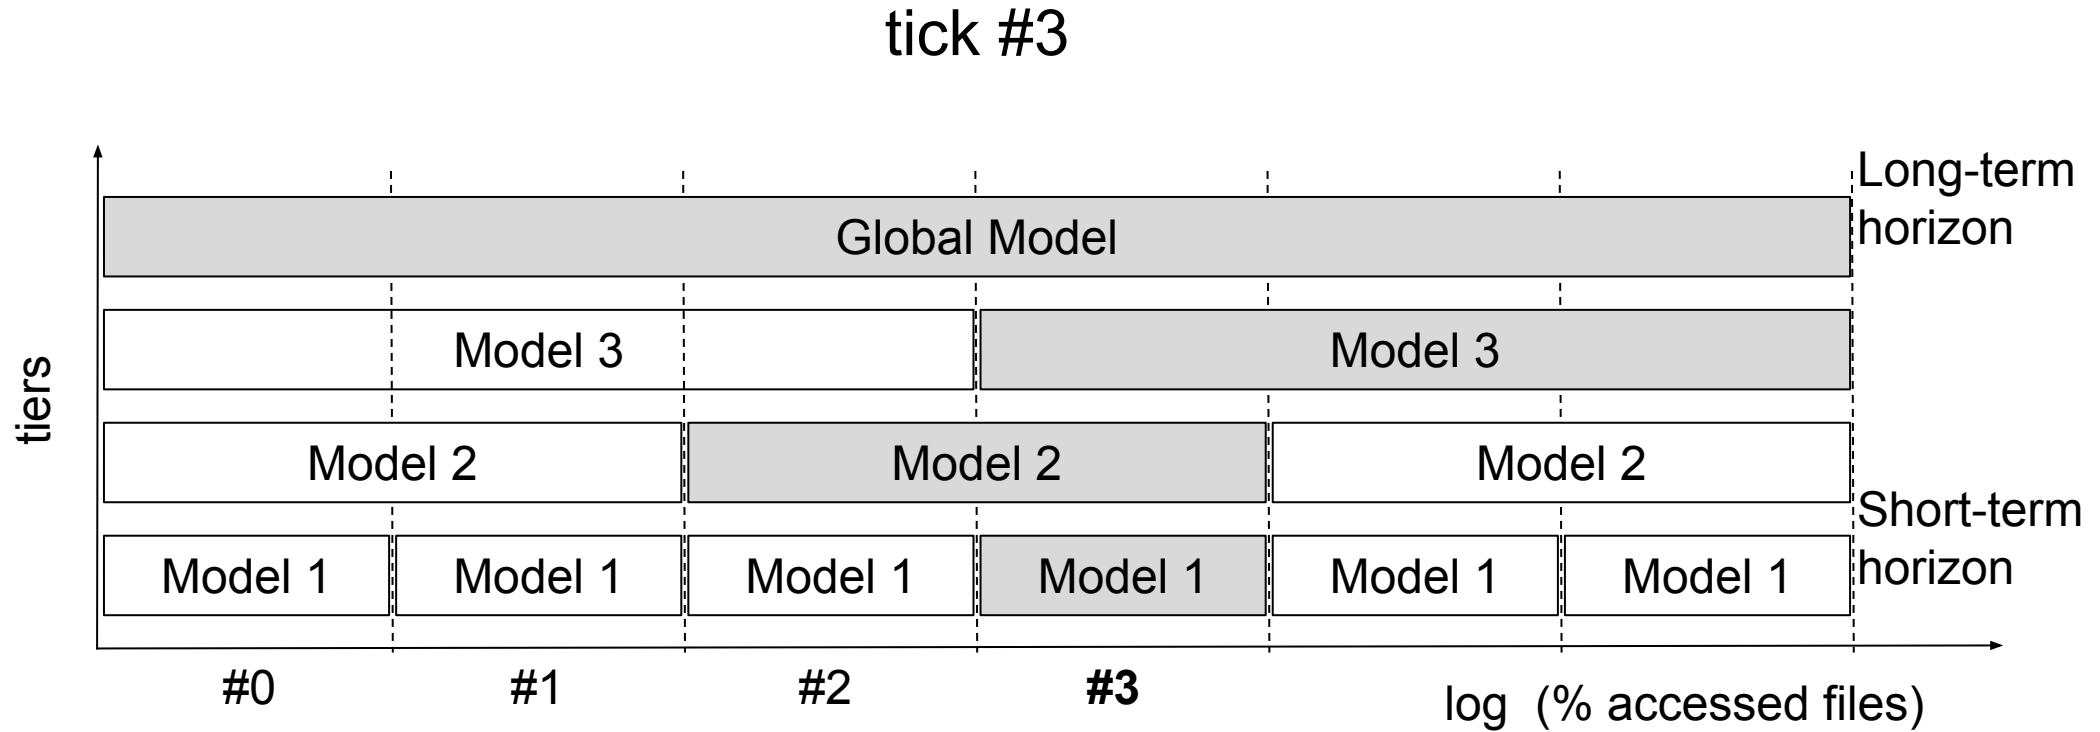 tick #3
Long-term
horizon
Global Model
Model 3 Model 3
tiers
Model 2 Model 2 Model 2
Short-term
horizon
Model 1 Model 1 Model 1 Model 1 Model 1 Model 1
#0 #1 #2 #3
log (% accessed files)